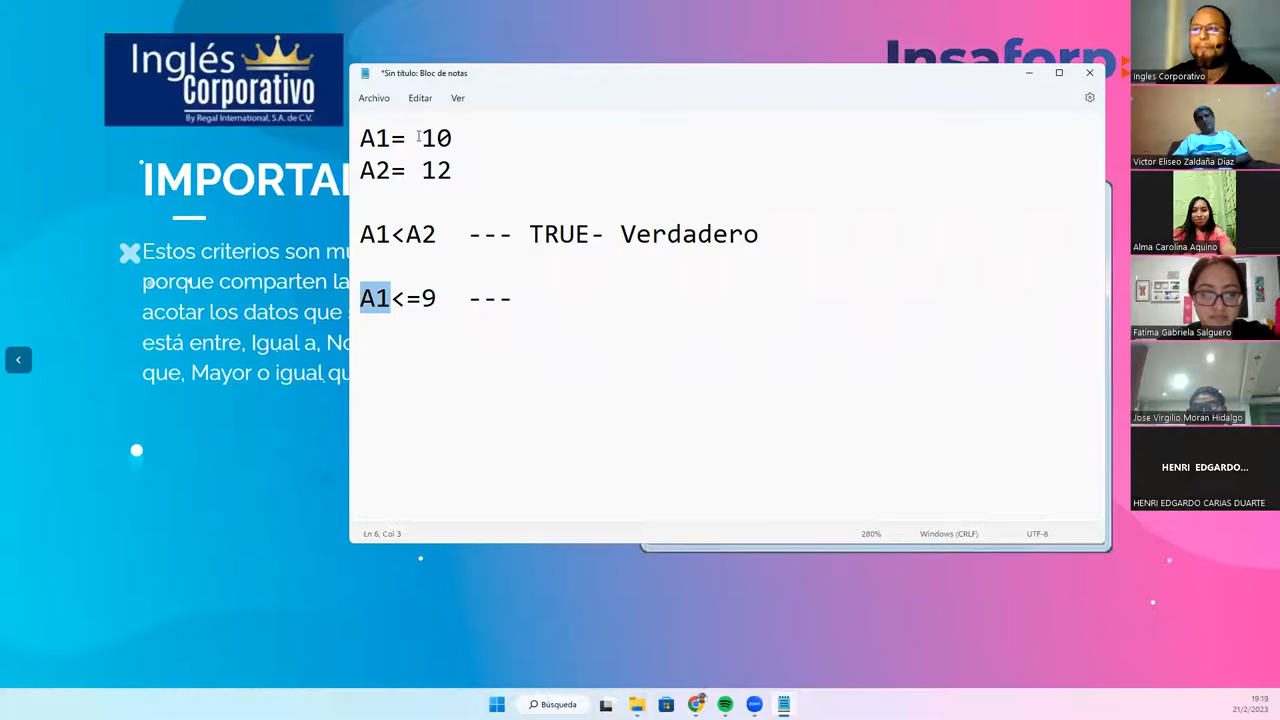 Inglés
Corporativo
By Regal International, S.A. de C.V.
Insaforp
IMPORTA
Estos criterios son m
porque comparten la
acotar los datos que
está entre, Igual a, No
que, Mayor o igual qu
*Sin título: Bloc de notas
Archivo Editar Ver
A1= 10
A2= 12
A1<A2 --- TRUE- Verdadero
A1<=9 ---
Ln 6, Col 3 280% Windows (CRLF) UTF-8
Ingles Corporativo
Victor Eliseo Zaldaña Diaz
Alma Carolina Aquino
Fatima Gabriela Salguero
Jose Virgilio Moran Hidalgo
HENRI EDGARDO...
HENRI EDGARDO CARIAS DUARTE
Búsqueda
19:19
21/2/2023